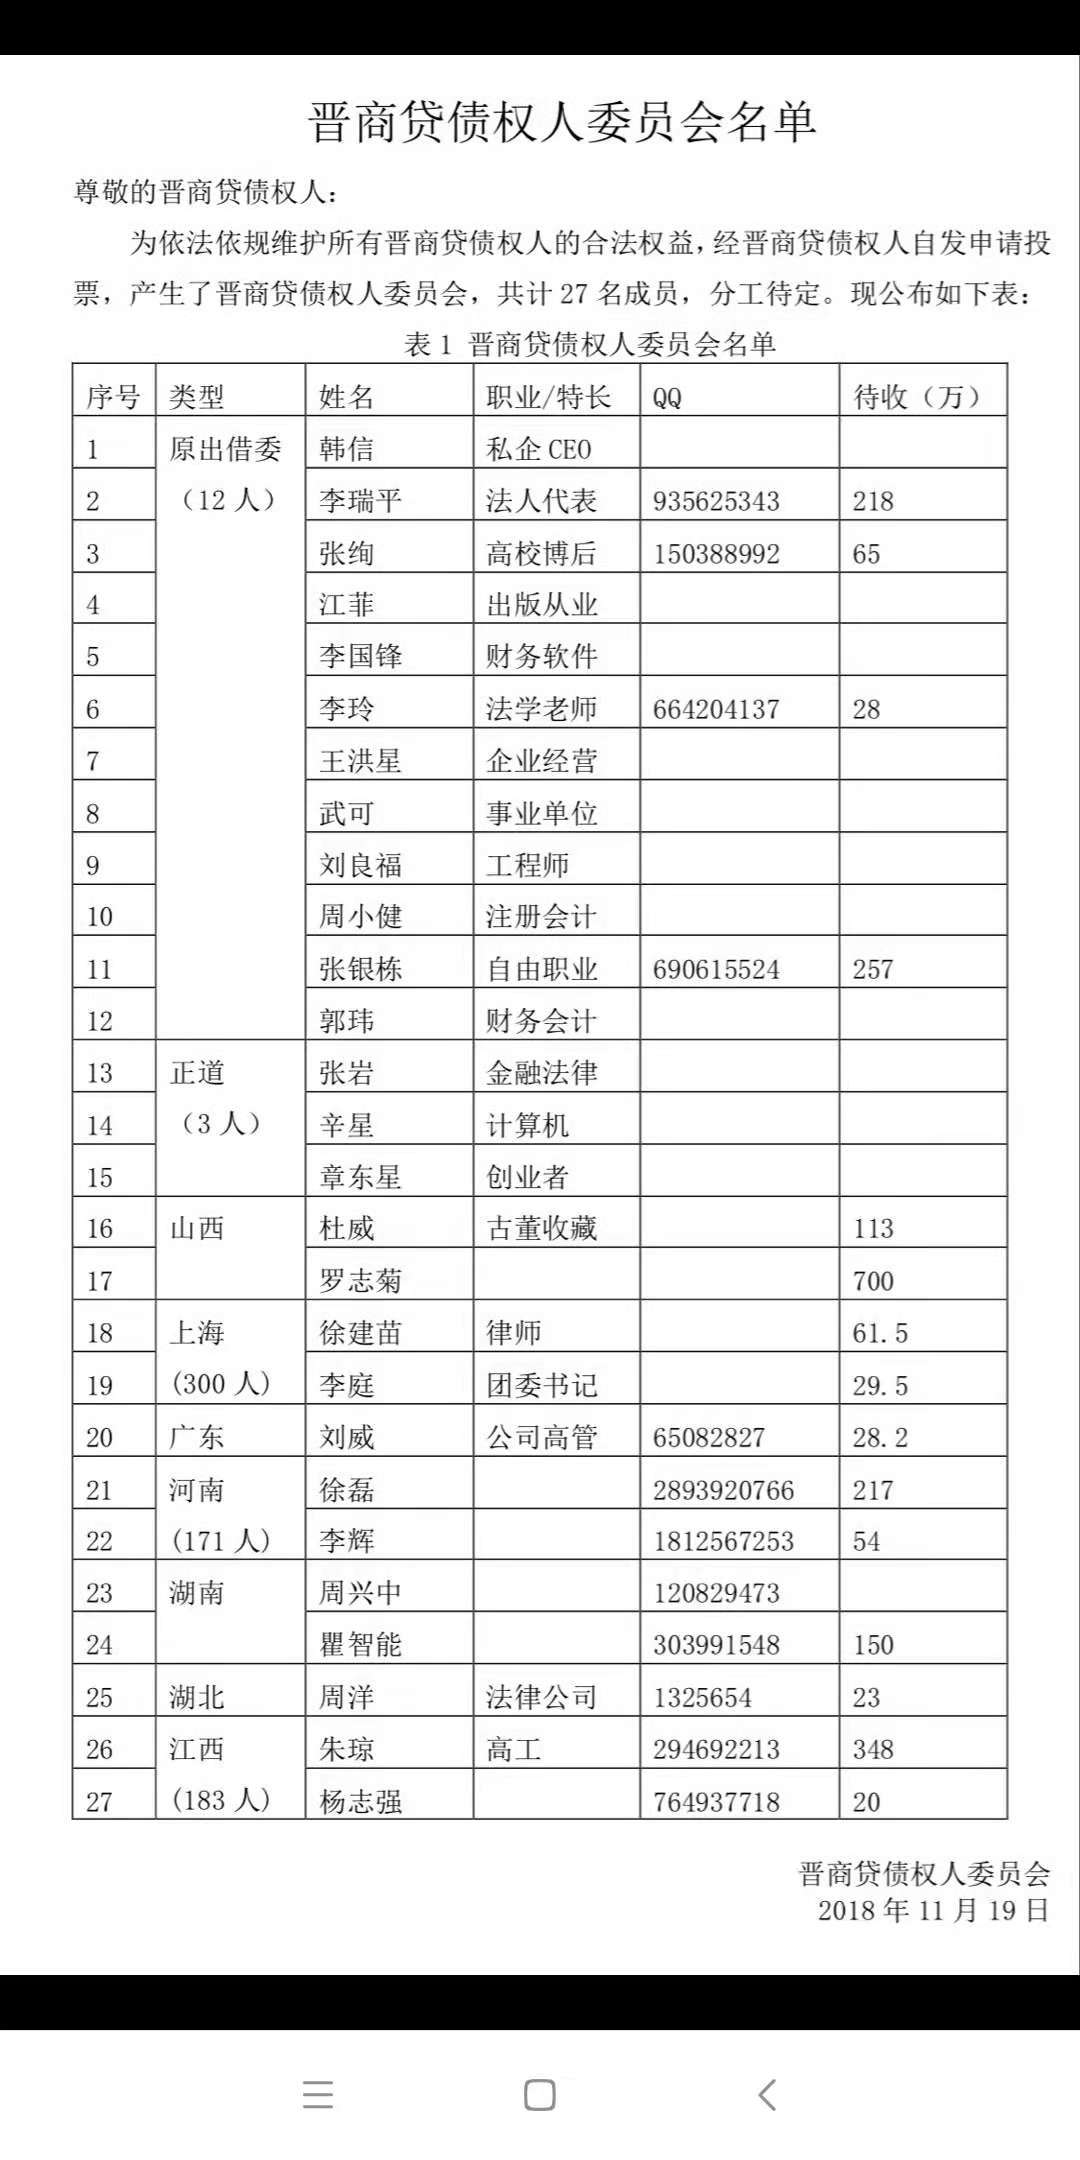 晋商贷债权人委员会名单
尊敬的晋商贷债权人：
为依法依规维护所有晋商贷债权人的合法权益，经晋商贷债权人自发申请投
票，产生了晋商贷债权人委员会，共计 27 名成员，分工待定。现公布如下表：
表 1 晋商贷债权人委员会名单
序号 类型 姓名 职业/特长 QQ 待收（万）
1 原出借委 韩信 私企 CEO
2 （12 人） 李瑞平 法人代表 935625343 218
3 张绚 高校博后 150388992 65
4 江菲 出版从业
5 李国锋 财务软件
6 李玲 法学老师 664204137 28
7 王洪星 企业经营
8 武可 事业单位
9 刘良福 工程师
10 周小健 注册会计
11 张银栋 自由职业 690615524 257
12 郭玮 财务会计
13 正道 张岩 金融法律
14 （3 人） 辛星 计算机
15 章东星 创业者
16 山西 杜威 古董收藏 113
17 罗志菊 700
18 上海 徐建苗 律师 61.5
19 (300 人) 李庭 团委书记 29.5
20 广东 刘威 公司高管 65082827 28.2
21 河南 徐磊 2893920766 217
22 (171 人) 李辉 1812567253 54
23 湖南 周兴中 120829473
24 瞿智能 303991548 150
25 湖北 周洋 法律公司 1325654 23
26 江西 朱琼 高工 294692213 348
27 (183 人) 杨志强 764937718 20
晋商贷债权人委员会
2018 年 11 月 19 日